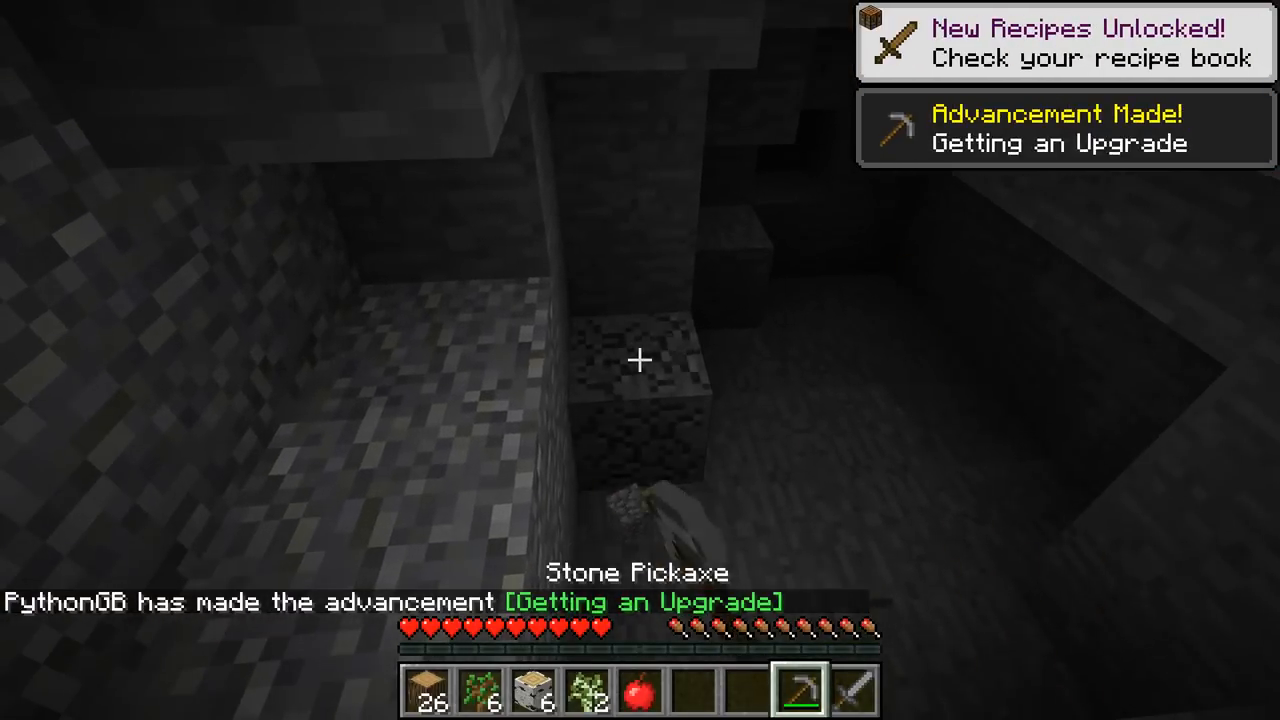 New Recipes Unlocked!
Check your recipe book
Advancement Made!
Getting an Upgrade
Stone Pickaxe
PythonGB has made the advancement [Getting an Upgrade]
26 6 6 2